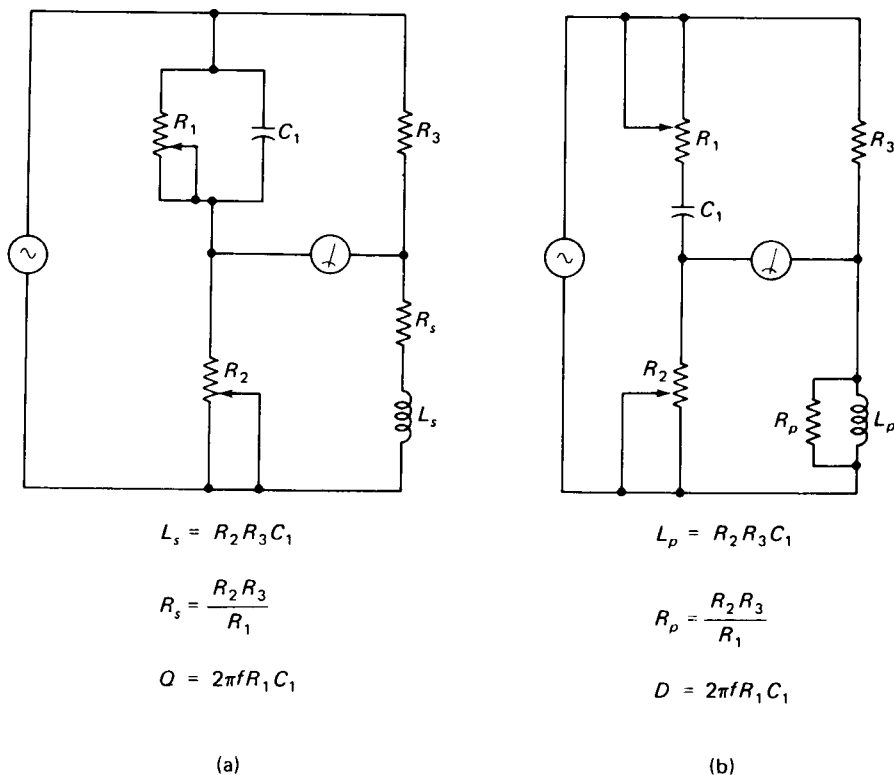 R₁
C₁
R₃
Rₛ
R₂
Lₛ
Lₛ = R₂R₃C₁
Rₛ = R₂R₃ / R₁
Q = 2πfR₁C₁
(a)
R₁
R₃
C₁
R₂
Rₚ
Lₚ
Lₚ = R₂R₃C₁
Rₚ = R₂R₃ / R₁
D = 2πfR₁C₁
(b)